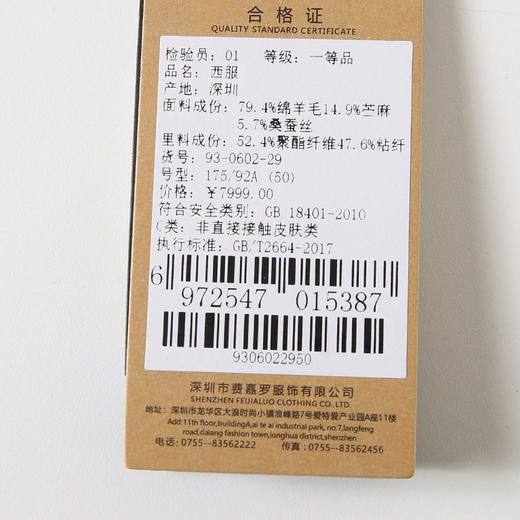 合格证
QUALITY STANDARD CERTIFICATE
检验员: 01 等级: 一等品
品名: 西服
产地: 深圳
面料成份: 79.4%绵羊毛14.9%苎麻
5.7%桑蚕丝
里料成份: 52.4%聚酯纤维47.6%粘纤
货号: 93-0602-29
号型: 175/92A (50)
价格: ¥7999.00
符合安全类别: GB 18401-2010
C类: 非直接接触皮肤类
执行标准: GB/T2664-2017
6 972547 015387
9306022950
深圳市费嘉罗服饰有限公司
SHENZHEN FEIJIALUO CLOTHING CO.,LTD.
地址: 深圳市龙华区大浪时尚小镇浪峰路7号爱特爱产业园A座11楼
Add:11th floor,buildingA,ai te ai industrial park, no.7,langfeng
road,dalang fashion town,longhua district,shenzhen
电话: 0755--83562222 传真: 0755--83562456